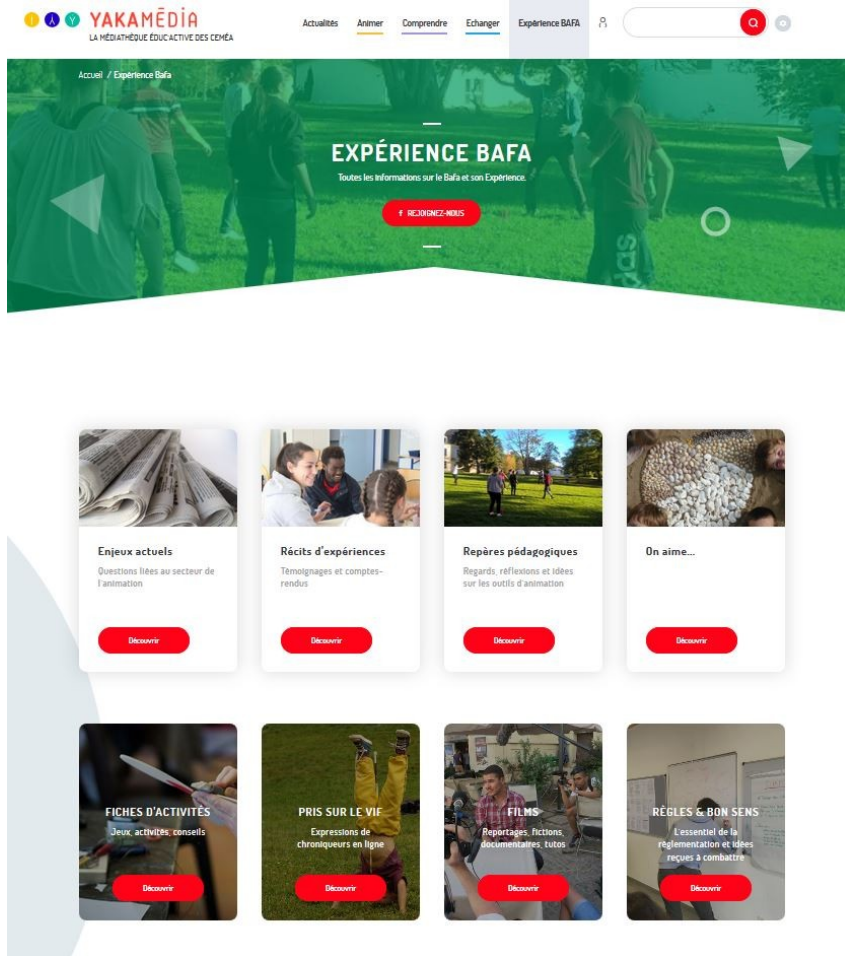 YAKAMÉDIA
LA MÉDIATHÈQUE ÉDUC'ACTIVE DES CEMÉA
Actualités Animer Comprendre Echanger Expérience BAFA
Accueil / Expérience Bafa
EXPÉRIENCE BAFA
Toutes les informations sur le Bafa et son Expérience.
f REJOIGNEZ-NOUS
adidas
Enjeux actuels
Questions liées au secteur de
l'animation
Découvrir
Récits d'expériences
Témoignages et comptes-
rendus
Découvrir
Repères pédagogiques
Regards, réflexions et idées
sur les outils d'animation
Découvrir
On aime...
Découvrir
FICHES D'ACTIVITÉS
Jeux, activités, conseils
Découvrir
PRIS SUR LE VIF
Expressions de
chroniqueurs en ligne
Découvrir
FILMS
Reportages, fictions,
documentaires, tutos
Découvrir
RÈGLES & BON SENS
L'essentiel de la
règlementation et idées
reçues à combattre
Découvrir